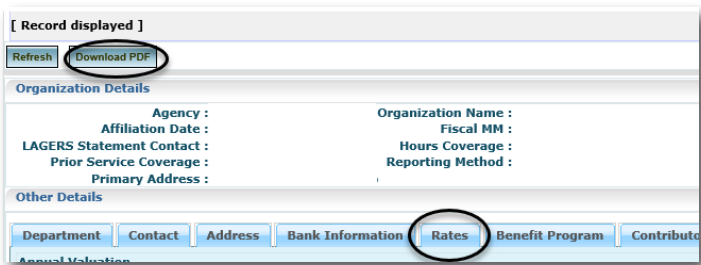 [ Record displayed ]
Refresh Download PDF
Organization Details
Agency : Organization Name :
Affiliation Date : Fiscal MM :
LAGERS Statement Contact : Hours Coverage :
Prior Service Coverage : Reporting Method :
Primary Address :
Other Details
Department Contact Address Bank Information Rates Benefit Program Contributo
Annual Valuation